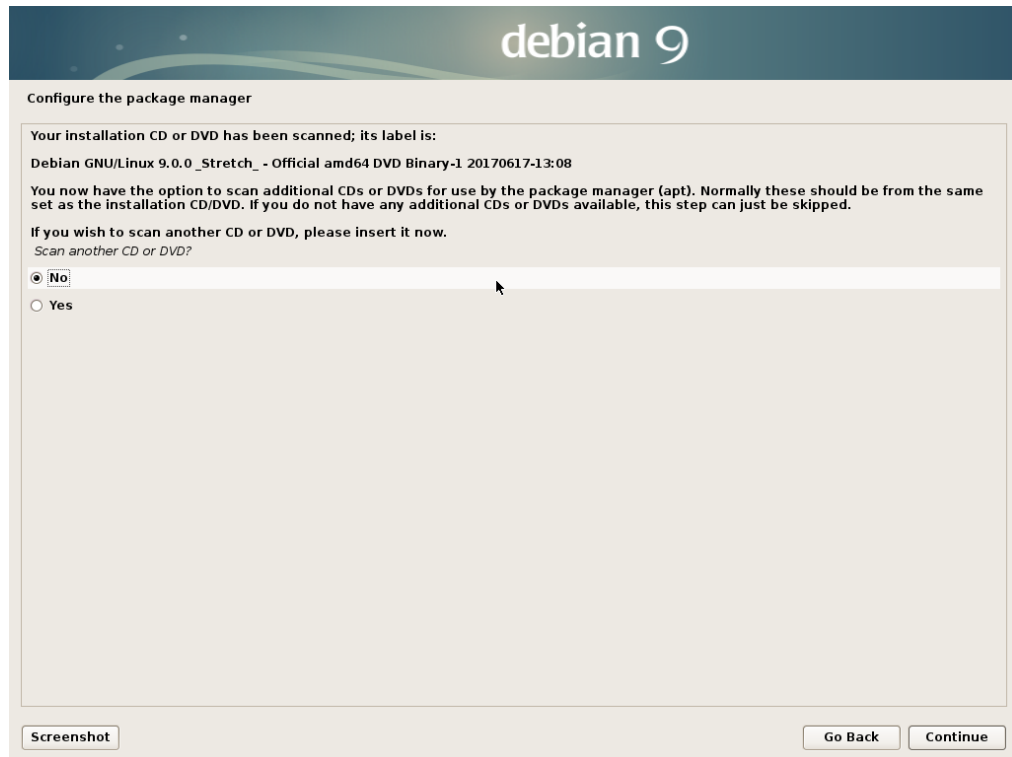 debian 9
Configure the package manager
Your installation CD or DVD has been scanned; its label is:
Debian GNU/Linux 9.0.0 _Stretch_ - Official amd64 DVD Binary-1 20170617-13:08
You now have the option to scan additional CDs or DVDs for use by the package manager (apt). Normally these should be from the same
set as the installation CD/DVD. If you do not have any additional CDs or DVDs available, this step can just be skipped.
If you wish to scan another CD or DVD, please insert it now.
Scan another CD or DVD?
No
Yes
Screenshot
Go Back
Continue